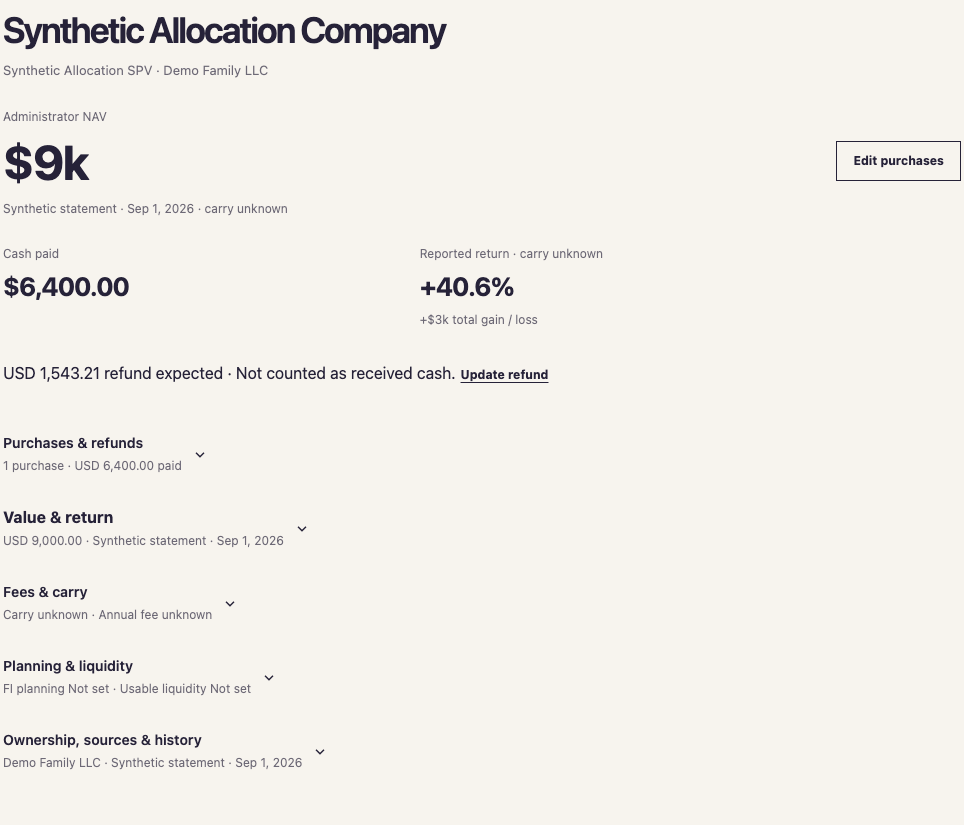 Synthetic Allocation Company
Synthetic Allocation SPV · Demo Family LLC
Administrator NAV
$9k
Edit purchases
Synthetic statement · Sep 1, 2026 · carry unknown
Cash paid
$6,400.00
Reported return · carry unknown
+40.6%
+$3k total gain / loss
USD 1,543.21 refund expected · Not counted as received cash. Update refund
Purchases & refunds
1 purchase · USD 6,400.00 paid
Value & return
USD 9,000.00 · Synthetic statement · Sep 1, 2026
Fees & carry
Carry unknown · Annual fee unknown
Planning & liquidity
FI planning Not set · Usable liquidity Not set
Ownership, sources & history
Demo Family LLC · Synthetic statement · Sep 1, 2026